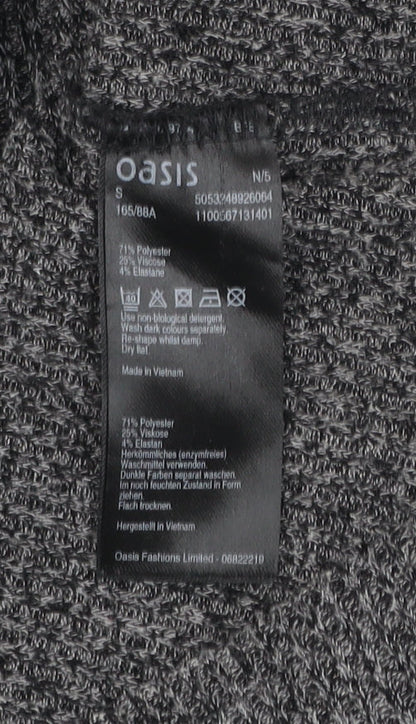 oasis
N/5
S
5053248926064
165/88A
1100567131401
71% Polyester
25% Viscose
4% Elastane
40
Use non-biological detergent.
Wash dark colours separately.
Re-shape whilst damp.
Dry flat.
Made in Vietnam
71% Polyester
25% Viskose
4% Elastan
Herkömmliches (enzymfreies)
Waschmittel verwenden.
Dunkle Farben separat waschen.
Im noch feuchten Zustand in Form
ziehen.
Flach trocknen.
Hergestellt in Vietnam
Oasis Fashions Limited - 06822219